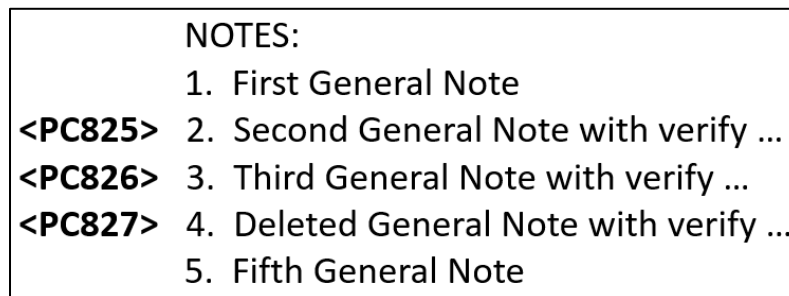 NOTES:
1. First General Note
<PC825> 2. Second General Note with verify ...
<PC826> 3. Third General Note with verify ...
<PC827> 4. Deleted General Note with verify ...
5. Fifth General Note